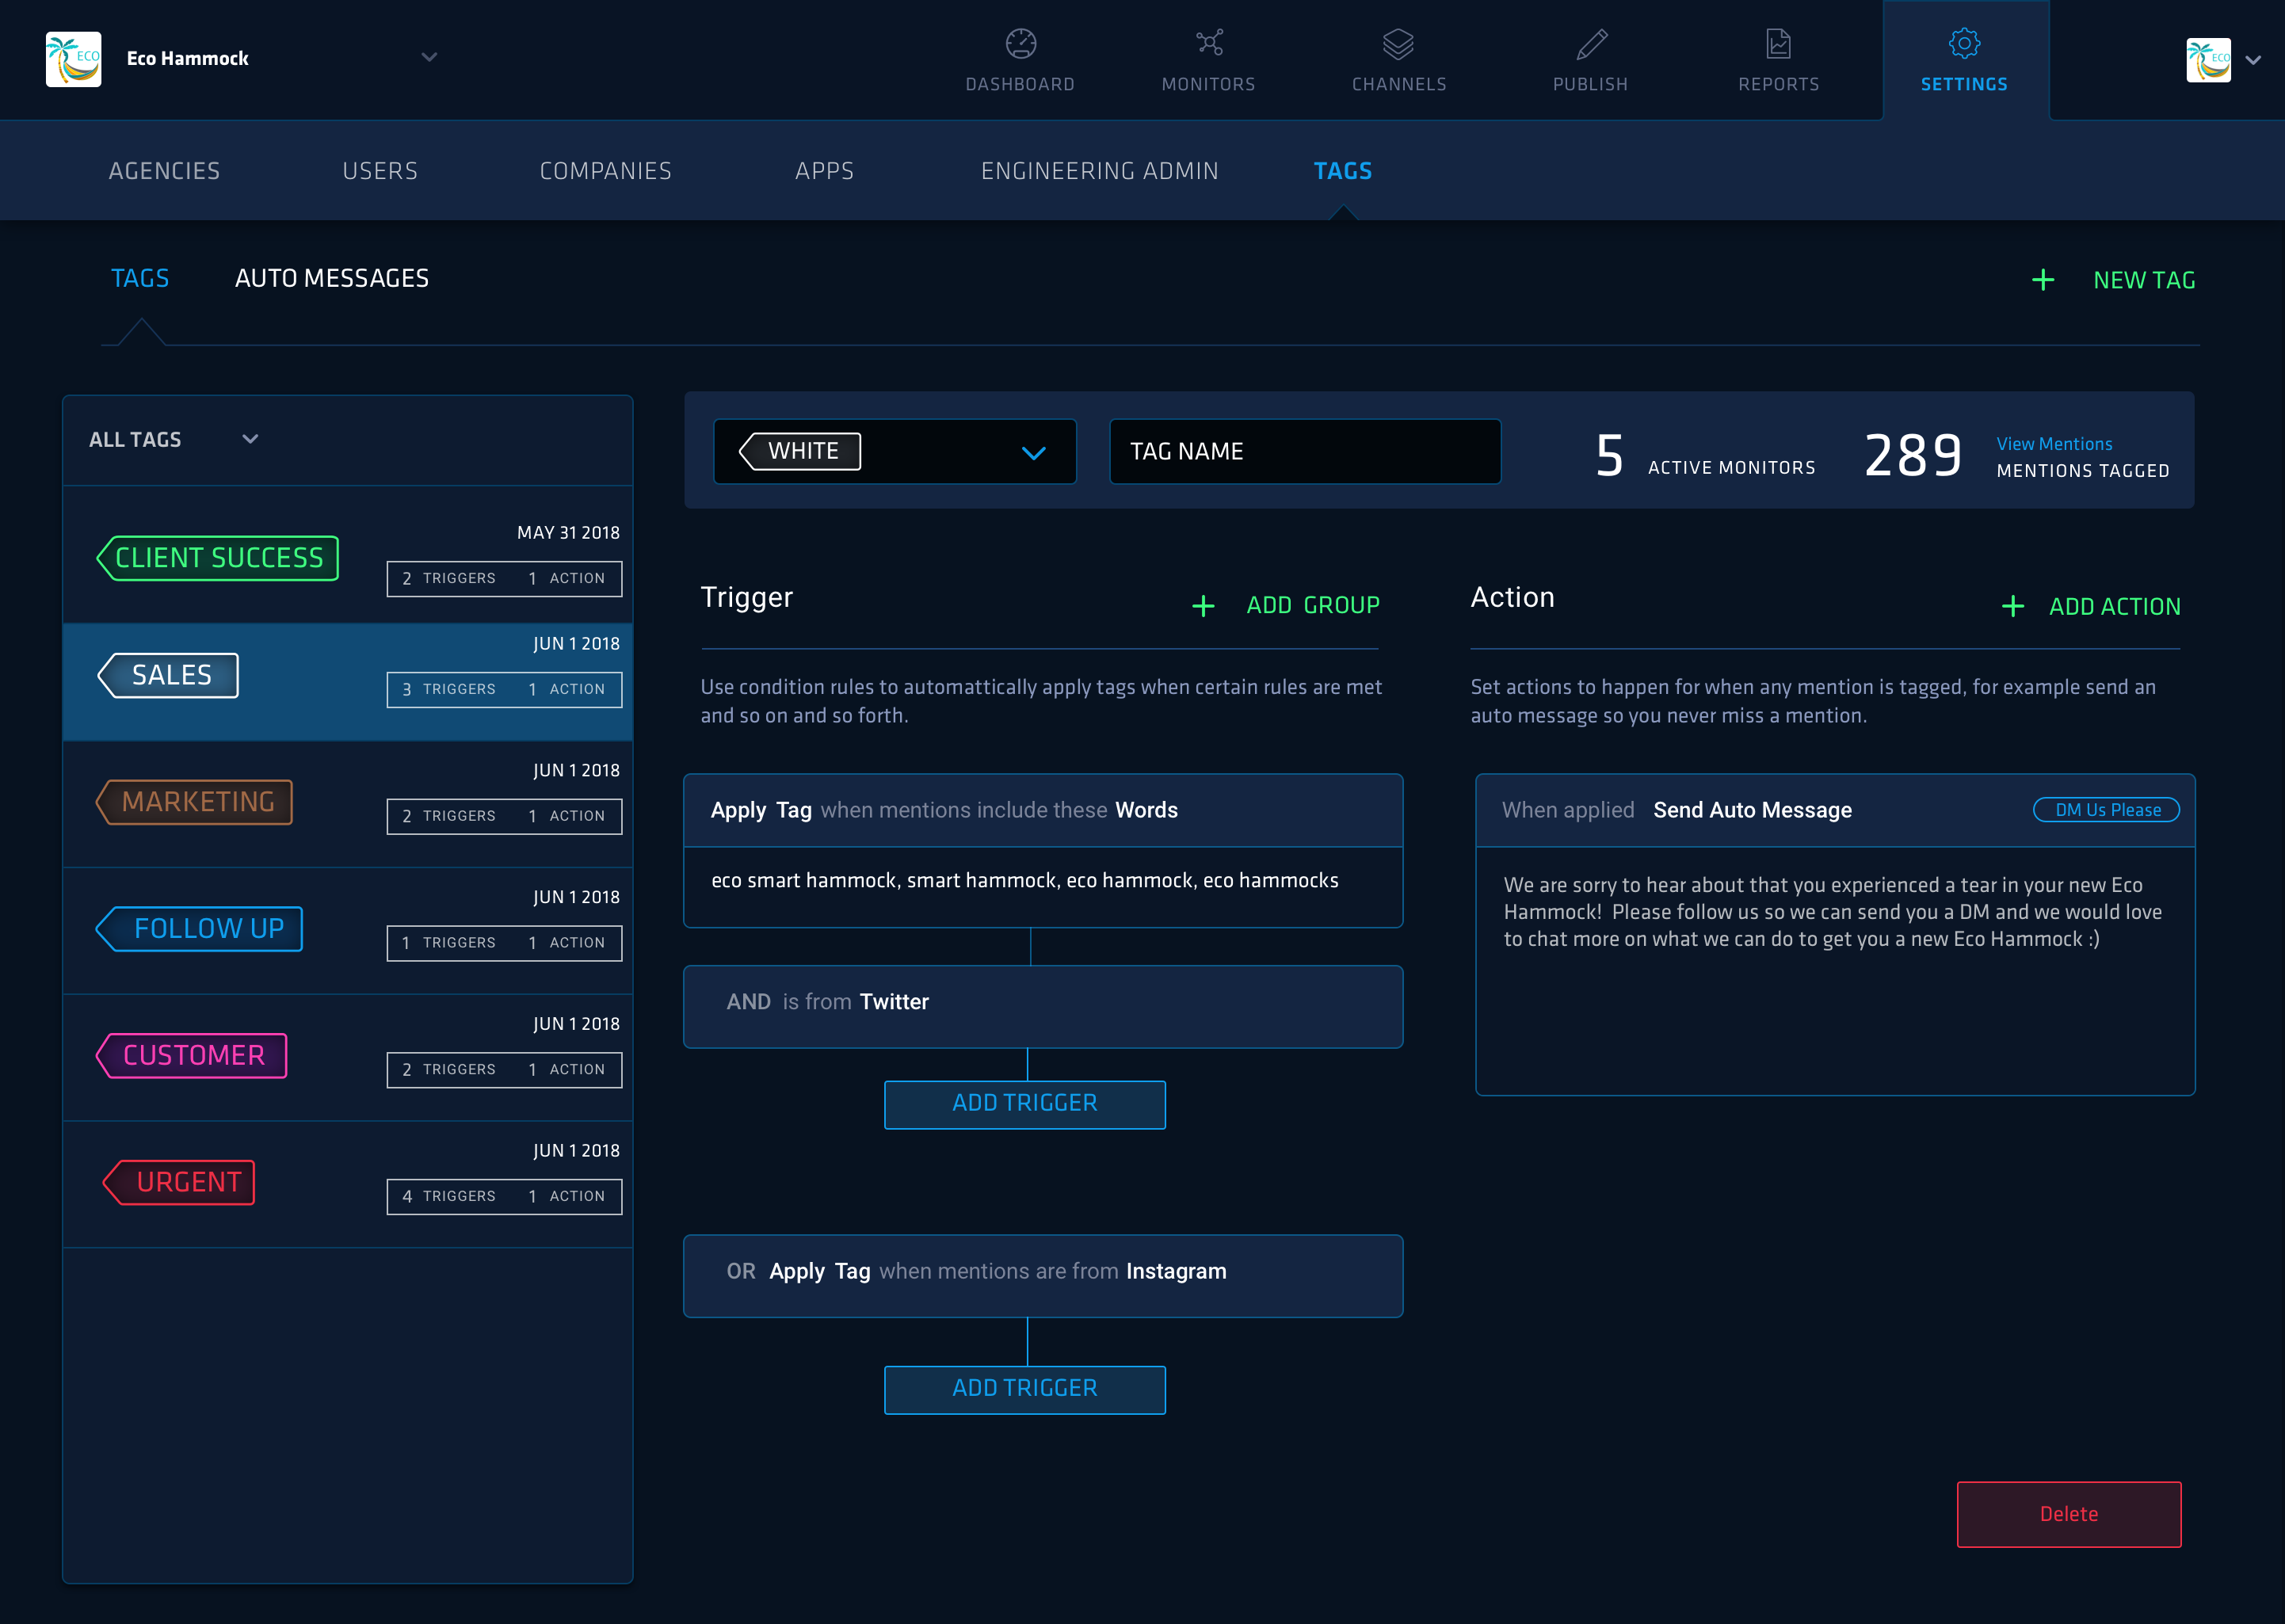 ECO
Eco Hammock
DASHBOARD
MONITORS
CHANNELS
PUBLISH
REPORTS
SETTINGS
ECO
AGENCIES
USERS
COMPANIES
APPS
ENGINEERING ADMIN
TAGS
TAGS
AUTO MESSAGES
+ NEW TAG
ALL TAGS
CLIENT SUCCESS
MAY 31 2018
2 TRIGGERS 1 ACTION
SALES
JUN 1 2018
3 TRIGGERS 1 ACTION
MARKETING
JUN 1 2018
2 TRIGGERS 1 ACTION
FOLLOW UP
JUN 1 2018
1 TRIGGERS 1 ACTION
CUSTOMER
JUN 1 2018
2 TRIGGERS 1 ACTION
URGENT
JUN 1 2018
4 TRIGGERS 1 ACTION
WHITE
TAG NAME
5 ACTIVE MONITORS
289
View Mentions
MENTIONS TAGGED
Trigger
+ ADD GROUP
Use condition rules to automattically apply tags when certain rules are met
and so on and so forth.
Apply Tag when mentions include these Words
eco smart hammock, smart hammock, eco hammock, eco hammocks
AND is from Twitter
ADD TRIGGER
OR Apply Tag when mentions are from Instagram
ADD TRIGGER
Action
+ ADD ACTION
Set actions to happen for when any mention is tagged, for example send an
auto message so you never miss a mention.
When applied Send Auto Message
DM Us Please
We are sorry to hear about that you experienced a tear in your new Eco
Hammock! Please follow us so we can send you a DM and we would love
to chat more on what we can do to get you a new Eco Hammock :)
Delete